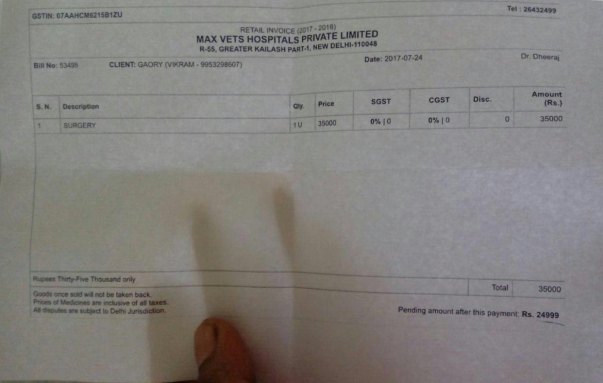 GSTIN: 07AAHCM6215B1ZU
Tel : 26432499
RETAIL INVOICE (2017 - 2018)
MAX VETS HOSPITALS PRIVATE LIMITED
R-55, GREATER KAILASH PART-1, NEW DELHI-110048
Bill No: 53495 CLIENT: GAORY (VIKRAM - 9953298607) Date: 2017-07-24 Dr. Dheeraj
S. N. Description Qty. Price SGST CGST Disc. Amount (Rs.)
1 SURGERY 1 U 35000 0% | 0 0% | 0 0 35000
Rupees Thirty-Five Thousand only
Total 35000
Goods once sold will not be taken back.
Prices of Medicines are inclusive of all taxes.
All disputes are subject to Delhi Jurisdiction.
Pending amount after this payment: Rs. 24999